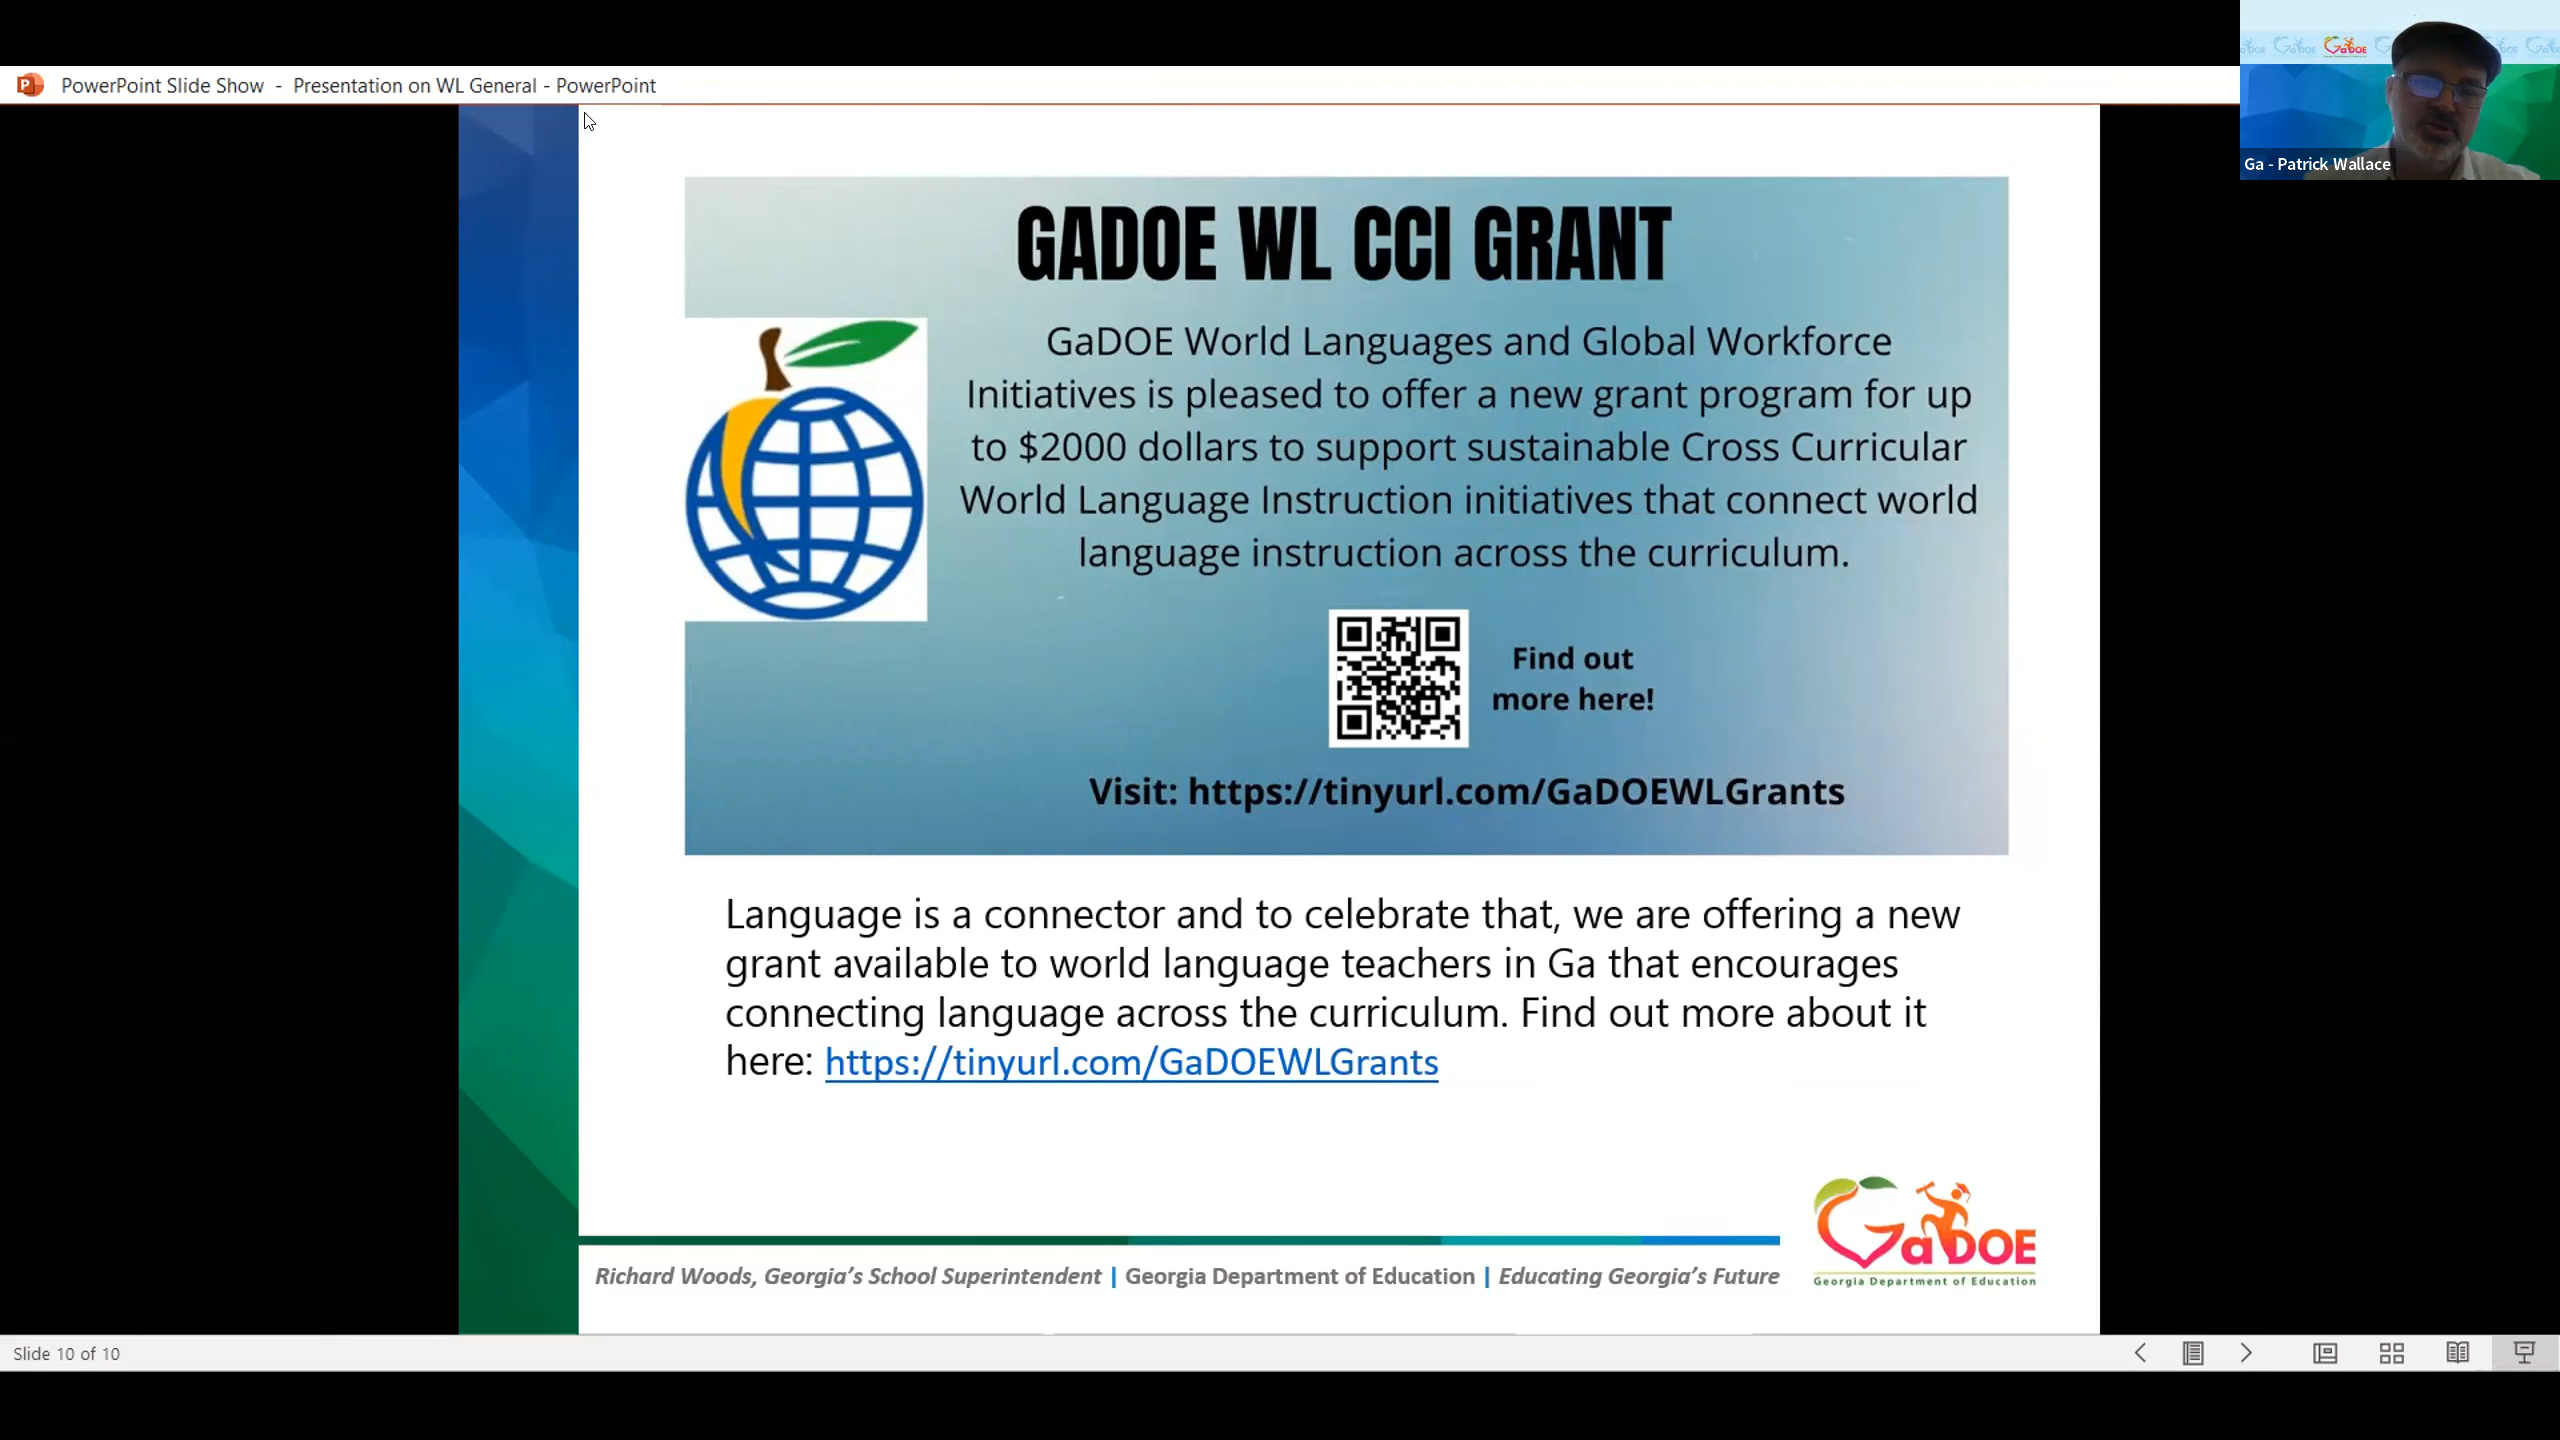 PowerPoint Slide Show - Presentation on WL General - PowerPoint
GaDOE
Ga - Patrick Wallace
GADOE WL CCI GRANT
GaDOE World Languages and Global Workforce
Initiatives is pleased to offer a new grant program for up
to $2000 dollars to support sustainable Cross Curricular
World Language Instruction initiatives that connect world
language instruction across the curriculum.
Find out
more here!
Visit: https://tinyurl.com/GaDOEWLGrants
Language is a connector and to celebrate that, we are offering a new
grant available to world language teachers in Ga that encourages
connecting language across the curriculum. Find out more about it
here: https://tinyurl.com/GaDOEWLGrants
GaDOE
Georgia Department of Education
Richard Woods, Georgia's School Superintendent | Georgia Department of Education | Educating Georgia's Future
Slide 10 of 10